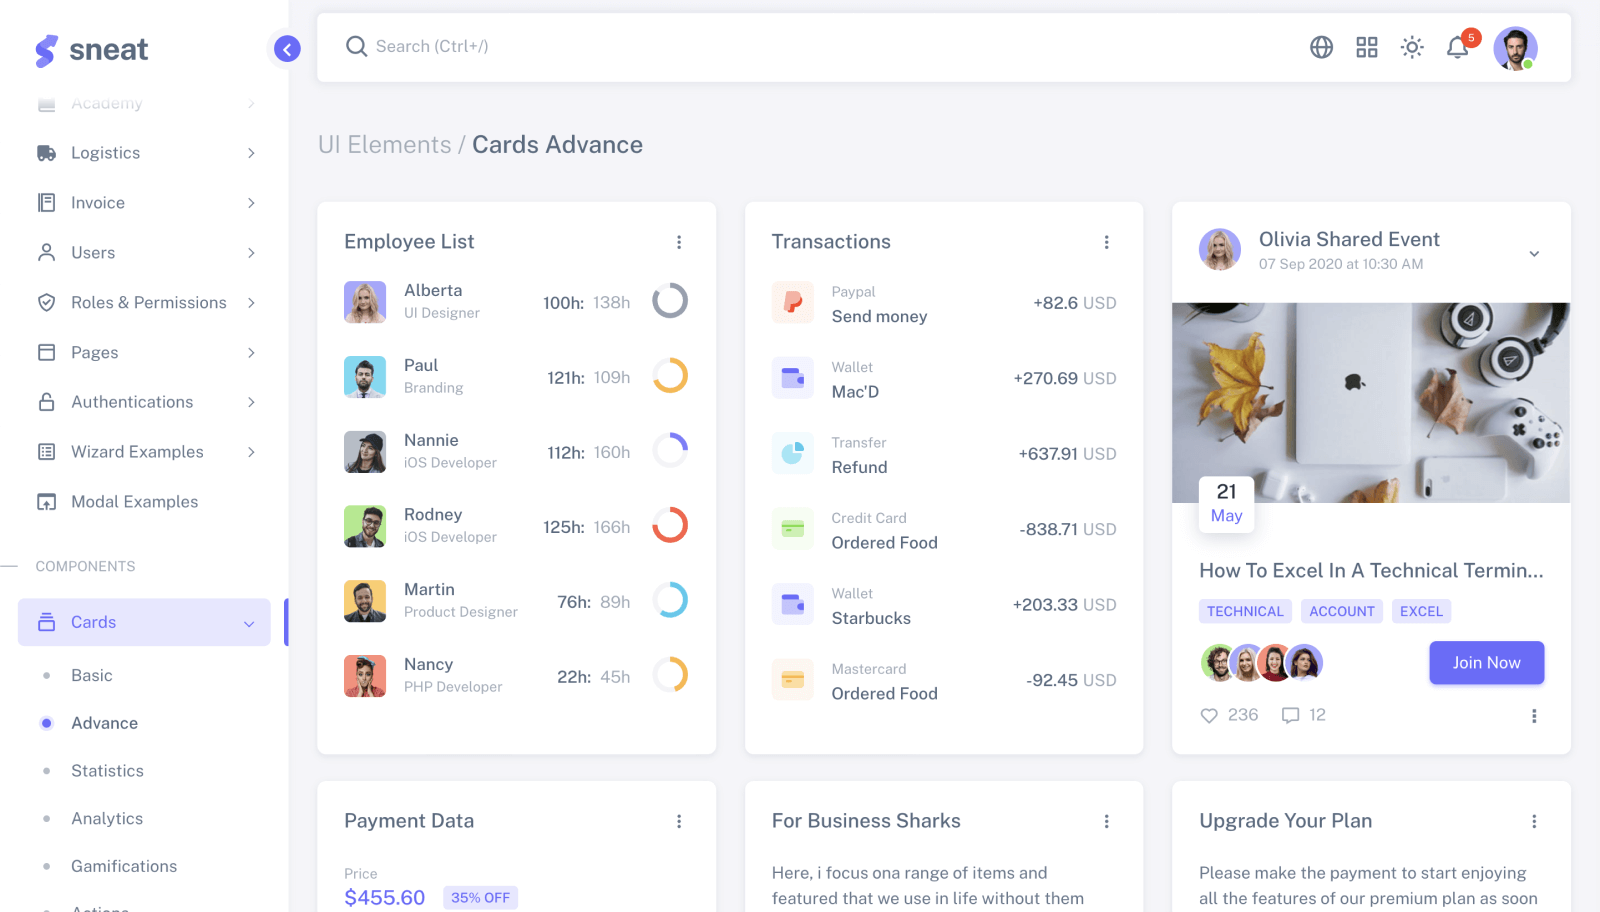 sneat
Academy
Logistics
Invoice
Users
Roles & Permissions
Pages
Authentications
Wizard Examples
Modal Examples
COMPONENTS
Cards
Basic
Advance
Statistics
Analytics
Gamifications
Actions
Search (Ctrl+/)
5
UI Elements / Cards Advance
Employee List
Alberta
UI Designer
100h: 138h
Paul
Branding
121h: 109h
Nannie
iOS Developer
112h: 160h
Rodney
iOS Developer
125h: 166h
Martin
Product Designer
76h: 89h
Nancy
PHP Developer
22h: 45h
Transactions
Paypal
Send money
+82.6 USD
Wallet
Mac'D
+270.69 USD
Transfer
Refund
+637.91 USD
Credit Card
Ordered Food
-838.71 USD
Wallet
Starbucks
+203.33 USD
Mastercard
Ordered Food
-92.45 USD
Olivia Shared Event
07 Sep 2020 at 10:30 AM
21
May
How To Excel In A Technical Termin...
TECHNICAL ACCOUNT EXCEL
Join Now
236 12
Payment Data
Price
$455.60 35% OFF
For Business Sharks
Here, i focus ona range of items and
featured that we use in life without them
Upgrade Your Plan
Please make the payment to start enjoying
all the features of our premium plan as soon